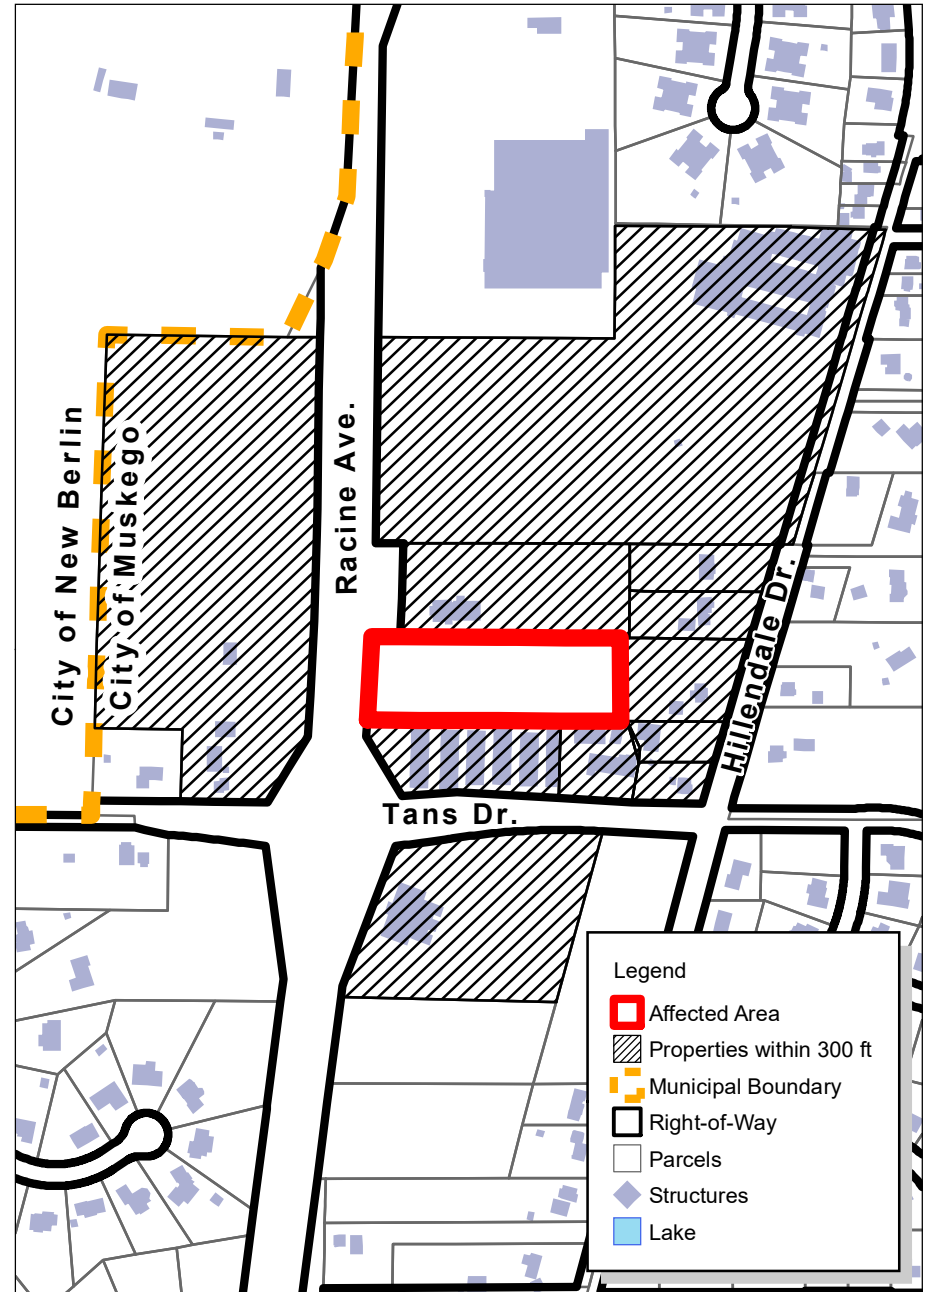 City of New Berlin
City of Muskego
Racine Ave.
Hillendale Dr.
Tans Dr.
Legend
Affected Area
Properties within 300 ft
Municipal Boundary
Right-of-Way
Parcels
Structures
Lake